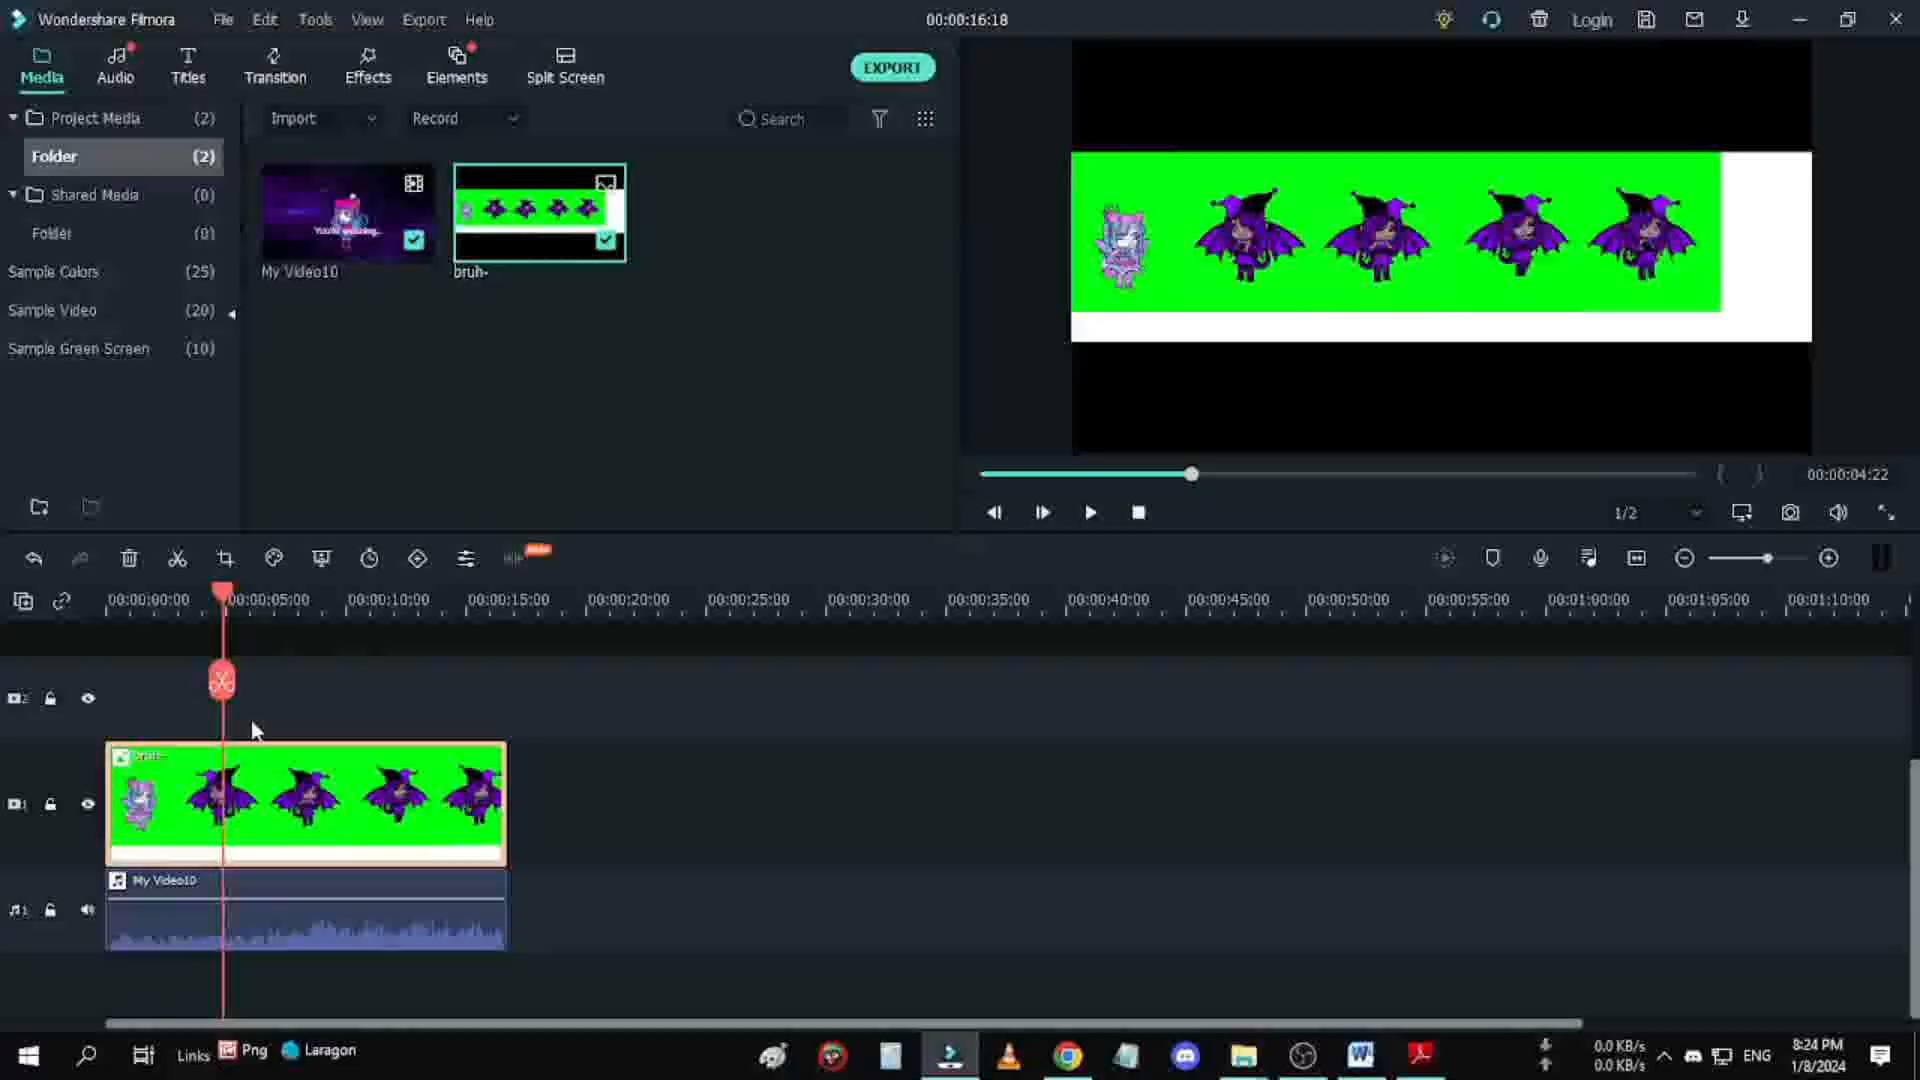 Wondershare Filmora File Edit Tools View Export Help 00:00:16:18 Login
Media Audio Titles Transition Effects Elements Split Screen EXPORT
Project Media (2) Import Record Search
Folder (2)
Shared Media (0)
Folder (0)
Sample Colors (25) My Video10 bruh-
Sample Video (20)
Sample Green Screen (10)
00:00:04:22
1/2
00:00:00:00 00:00:05:00 00:00:10:00 00:00:15:00 00:00:20:00 00:00:25:00 00:00:30:00 00:00:35:00 00:00:40:00 00:00:45:00 00:00:50:00 00:00:55:00 00:01:00:00 00:01:05:00 00:01:10:00
2
bruh-
1
My Video10
1
Links Png Laragon 0.0 KB/s 0.0 KB/s ENG 8:24 PM
1/8/2024